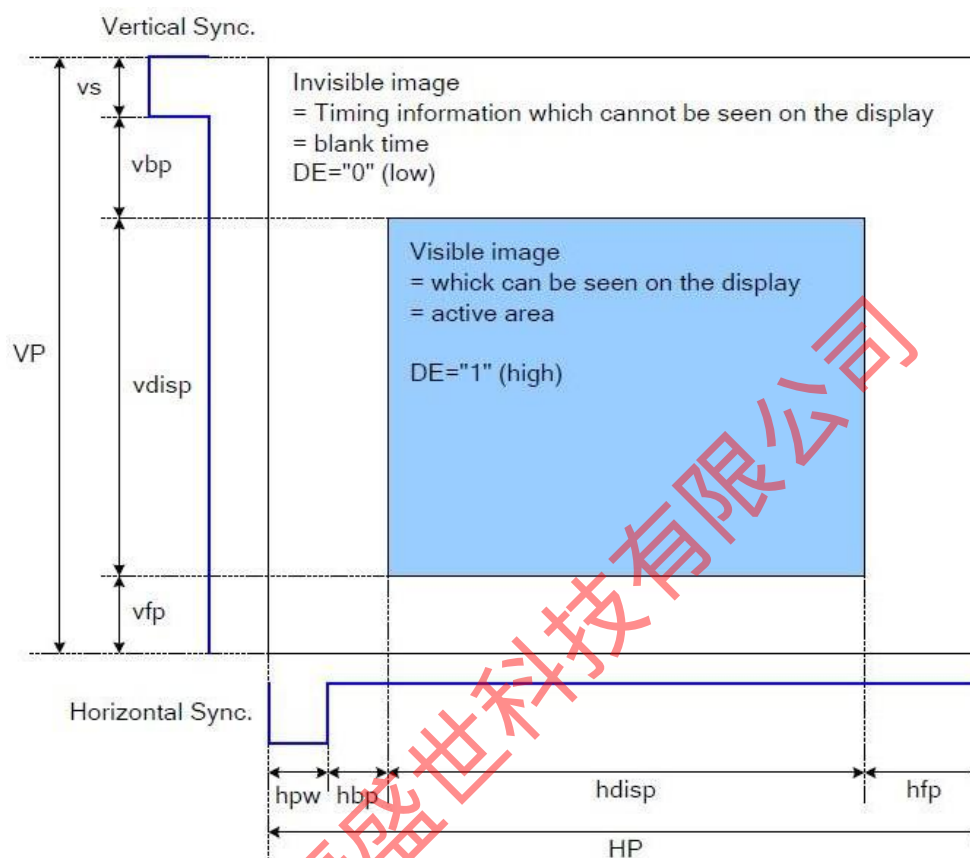 Vertical Sync.
vs
Invisible image
= Timing information which cannot be seen on the display
= blank time
DE="0" (low)
vbp
Visible image
= whick can be seen on the display
= active area
DE="1" (high)
VP
vdisp
vfp
Horizontal Sync.
hpw
hbp
hdisp
hfp
HP
盛世科技有限公司